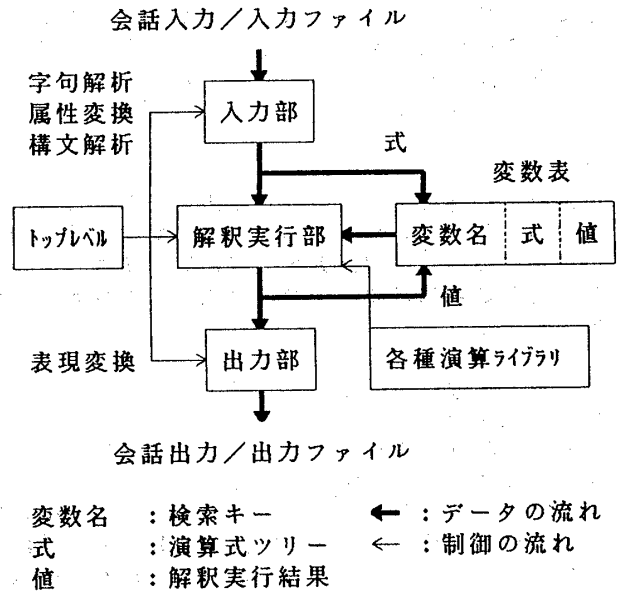 会話入力／入力ファイル
字句解析
属性変換
構文解析
入力部
式
変数表
トップレベル
解釈実行部
変数名 式 値
値
表現変換
出力部
各種演算ライブラリ
会話出力／出力ファイル
変数名 ：検索キー ← ：データの流れ
式 ：演算式ツリー ← ：制御の流れ
値 ：解釈実行結果